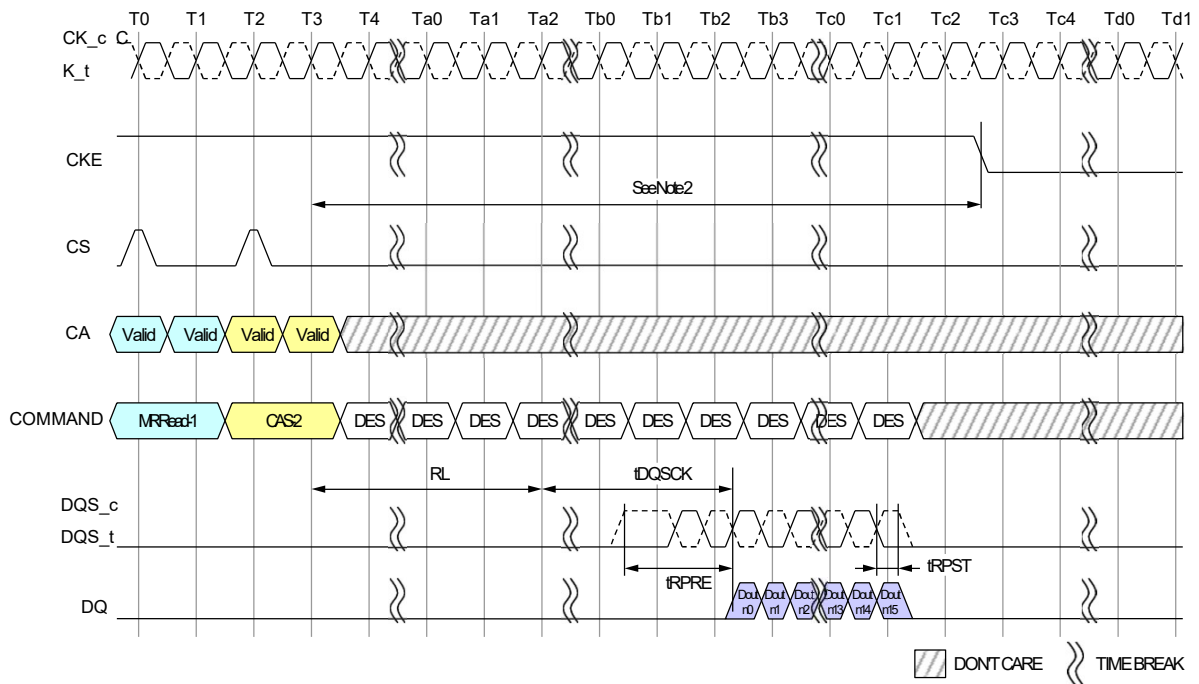 T0 T1 T2 T3 T4 Ta0 Ta1 Ta2 Tb0 Tb1 Tb2 Tb3 Tc0 Tc1 Tc2 Tc3 Tc4 Td0 Td1
CK_c C
K_t
CKE
SeeNote2
CS
CA Valid Valid Valid Valid
COMMAND MRRead-1 CAS-2 DES DES DES DES DES DES DES DES DES DES
RL tDQSCK
DQS_c
DQS_t
tRPRE tRPST
DQ Dout n0 Dout n1 Dout n2 Dout n13 Dout n14 Dout n15
DON'T CARE TIME BREAK